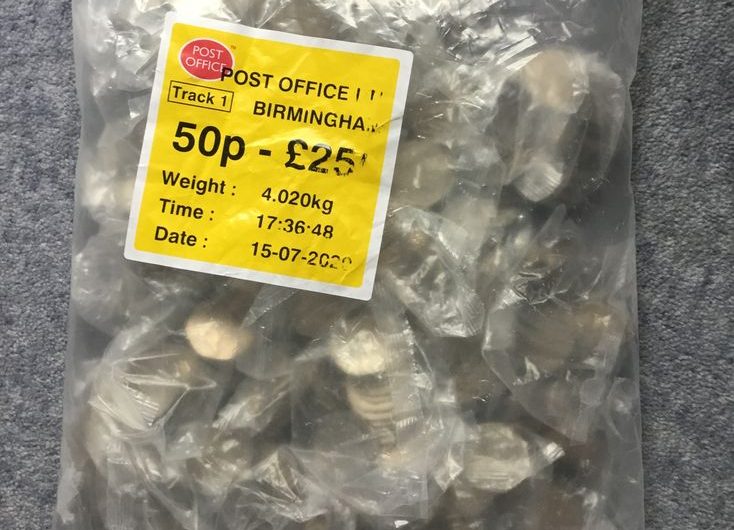 POST
OFFICE
POST OFFICE
Track 1
BIRMINGHAM
50p - £25
Weight : 4.020kg
Time : 17:36:48
Date : 15-07-2020